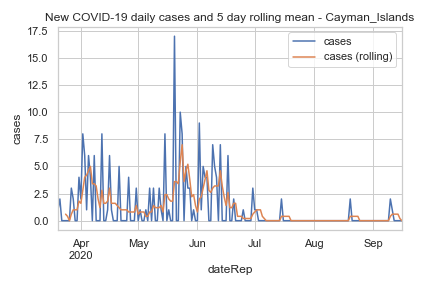 New COVID-19 daily cases and 5 day rolling mean - Cayman_Islands
17.5
15.0
12.5
10.0
7.5
5.0
2.5
0.0
cases
cases
cases (rolling)
Apr
2020
May
Jun
Jul
Aug
Sep
dateRep